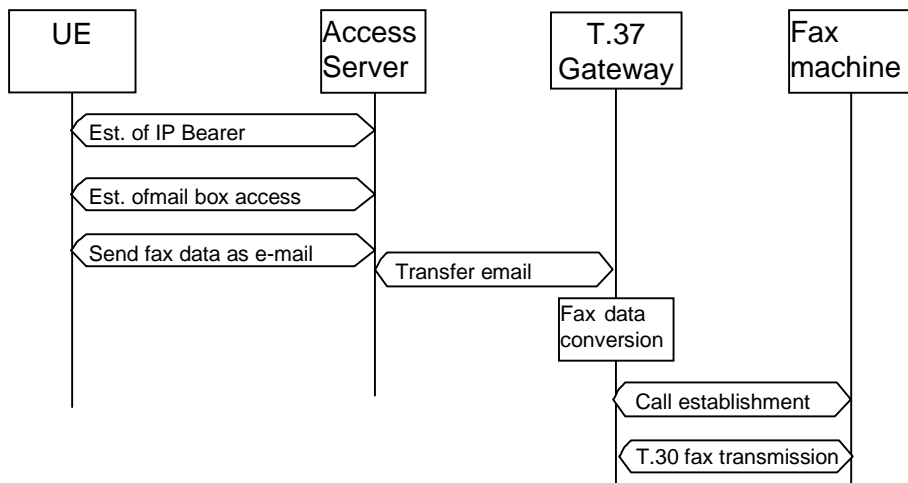 UE
Access
Server
T.37
Gateway
Fax
machine
Est. of IP Bearer
Est. ofmail box access
Send fax data as e-mail
Transfer email
Fax data
conversion
Call establishment
T.30 fax transmission